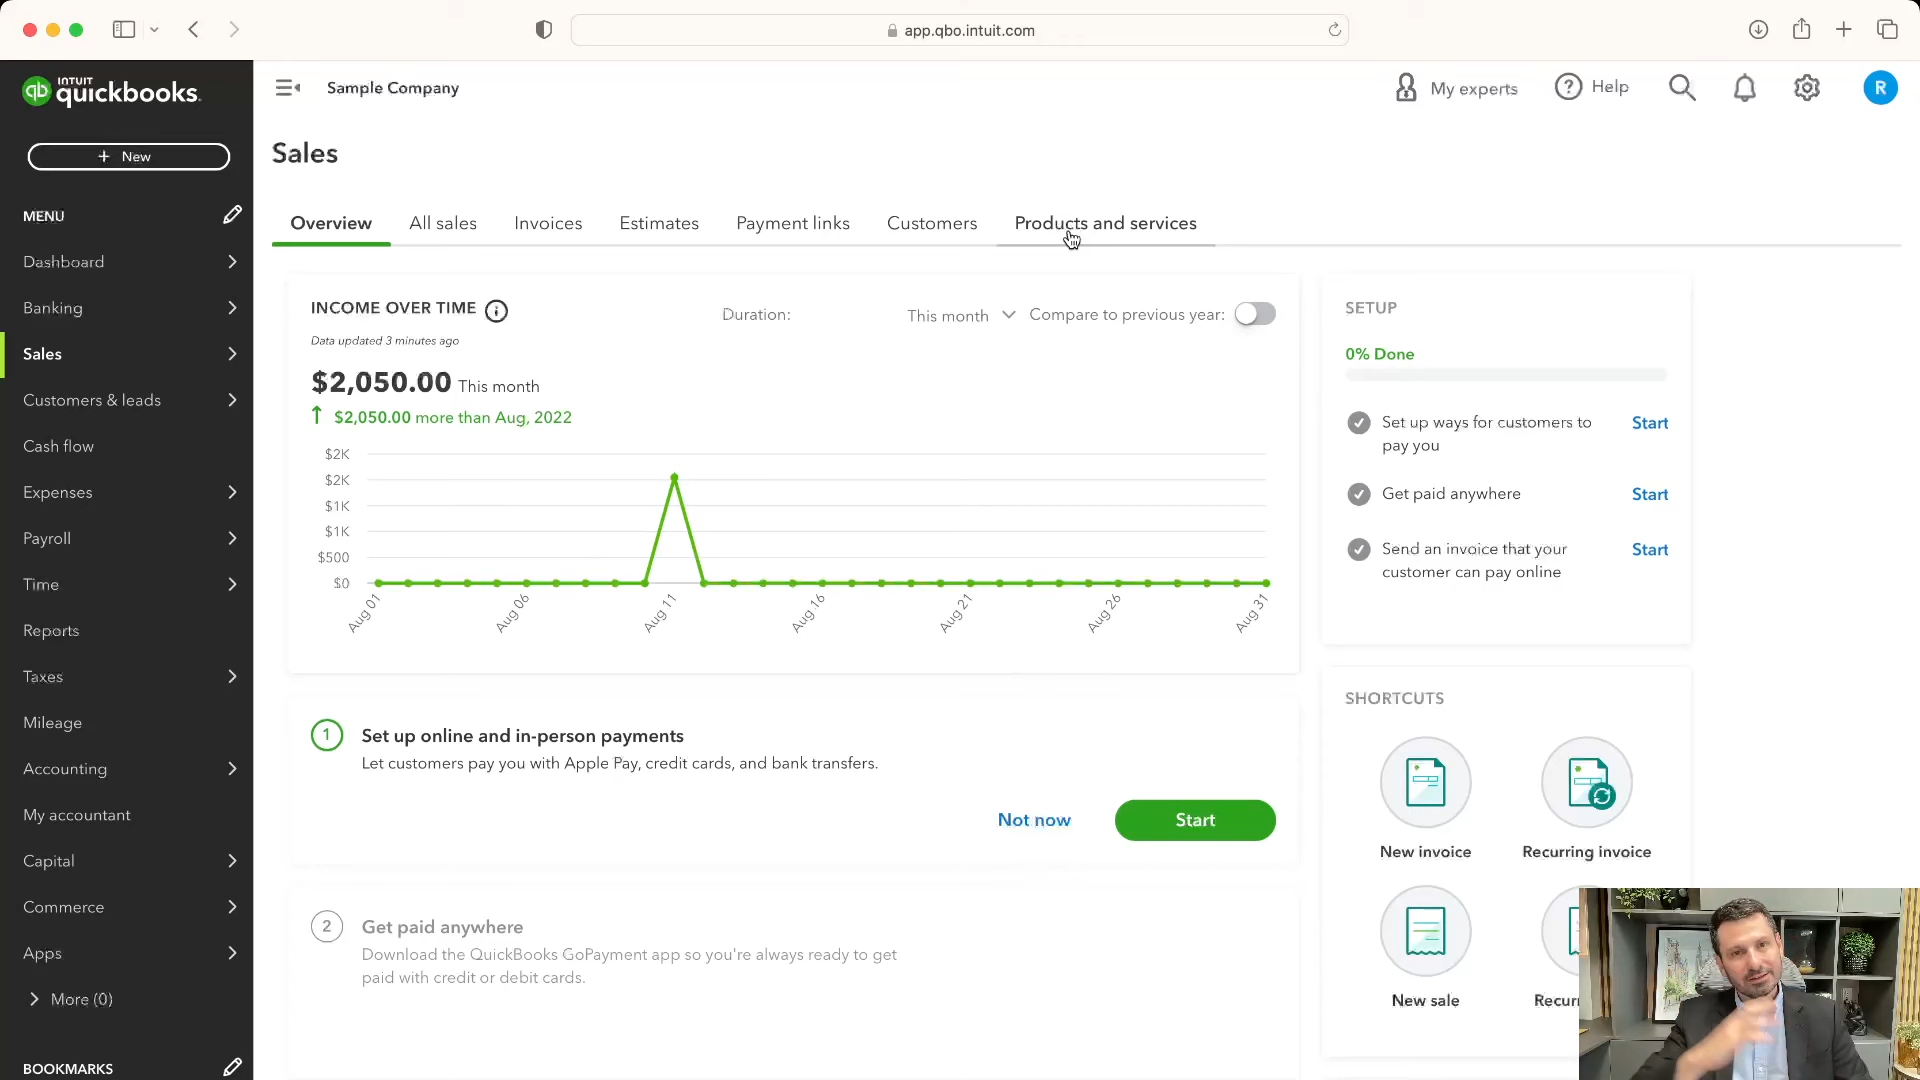 app.qbo.intuit.com
INTUIT
quickbooks.
Sample Company
My experts
Help
R
+ New
MENU
Dashboard
Banking
Sales
Customers & leads
Cash flow
Expenses
Payroll
Time
Reports
Taxes
Mileage
Accounting
My accountant
Capital
Commerce
Apps
More (0)
BOOKMARKS
Sales
Overview
All sales
Invoices
Estimates
Payment links
Customers
Products and services
INCOME OVER TIME
Data updated 3 minutes ago
Duration:
This month
Compare to previous year:
$2,050.00 This month
$2,050.00 more than Aug, 2022
$2K
$2K
$1K
$1K
$500
$0
Aug 01
Aug 06
Aug 11
Aug 16
Aug 21
Aug 26
Aug 31
1
Set up online and in-person payments
Let customers pay you with Apple Pay, credit cards, and bank transfers.
Not now
Start
2
Get paid anywhere
Download the QuickBooks GoPayment app so you're always ready to get
paid with credit or debit cards.
SETUP
0% Done
Set up ways for customers to
pay you
Start
Get paid anywhere
Start
Send an invoice that your
customer can pay online
Start
SHORTCUTS
New invoice
Recurring invoice
New sale